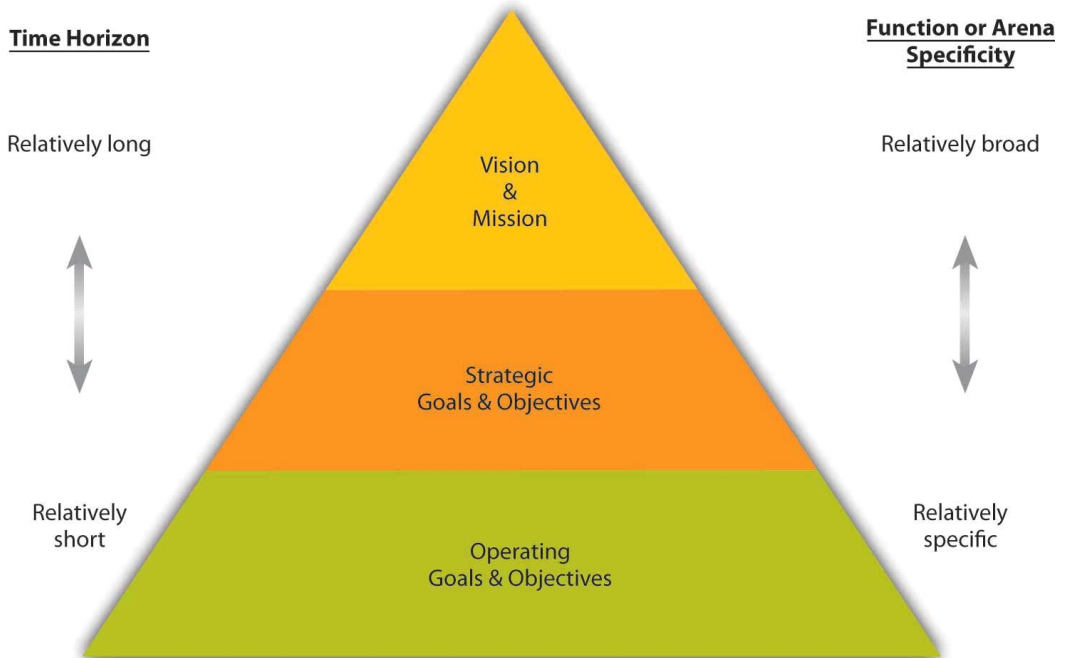 Time Horizon
Function or Arena
Specificity
Relatively long
Relatively broad
Vision
&
Mission
Strategic
Goals & Objectives
Relatively
short
Relatively
specific
Operating
Goals & Objectives